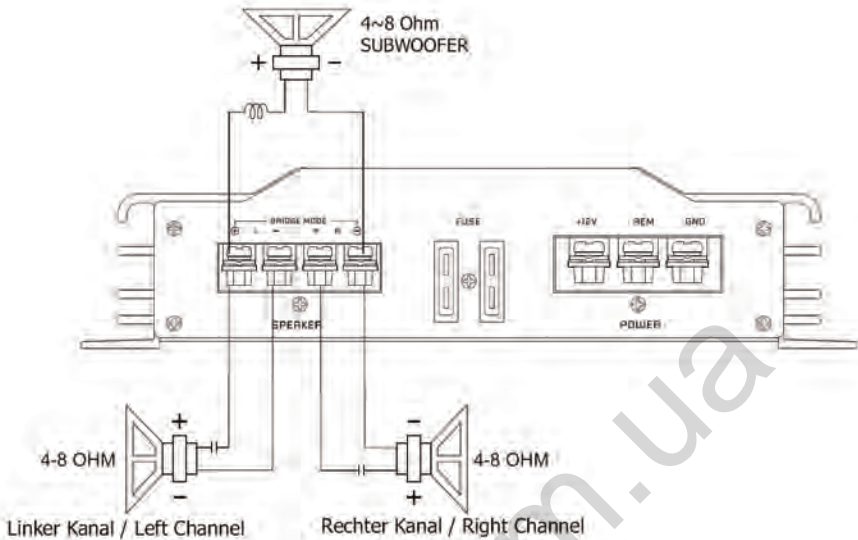 4~8 Ohm
SUBWOOFER
+ −
BRIDGE MODE
+ L − + R −
FUSE
+12V REM GND
SPEAKER
POWER
+
−
4-8 OHM
−
+
4-8 OHM
Linker Kanal / Left Channel
Rechter Kanal / Right Channel
m.ua